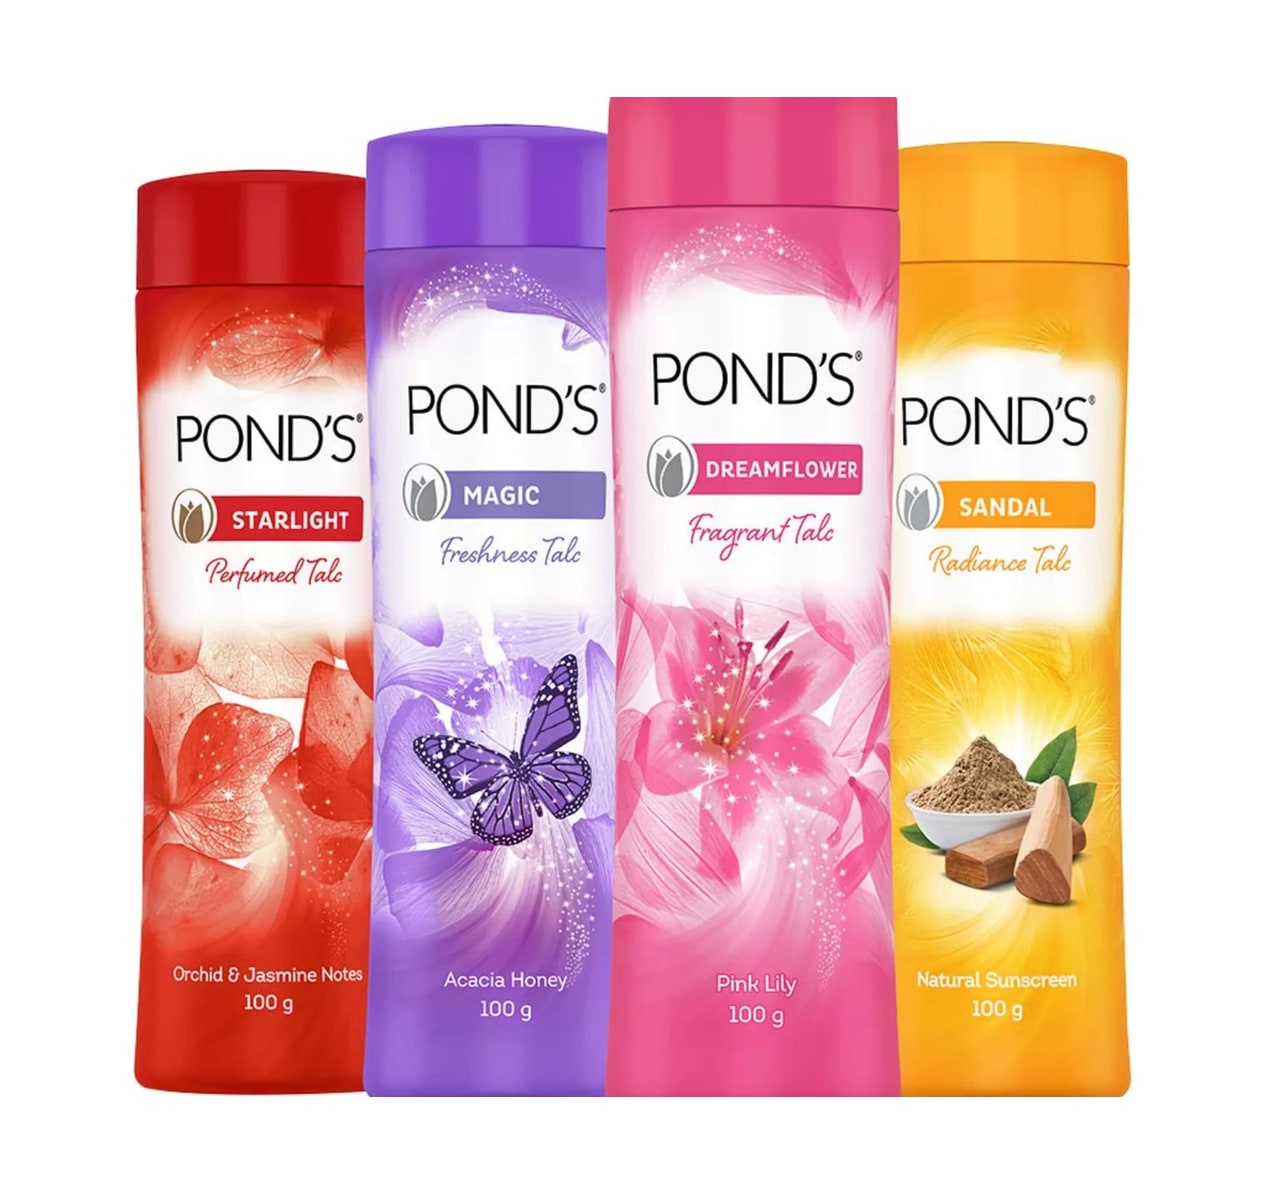 POND'S®
STARLIGHT
Perfumed Talc
Orchid & Jasmine Notes
100 g
POND'S®
MAGIC
Freshness Talc
Acacia Honey
100 g
POND'S®
DREAMFLOWER
Fragrant Talc
Pink Lily
100 g
POND'S®
SANDAL
Radiance Talc
Natural Sunscreen
100 g